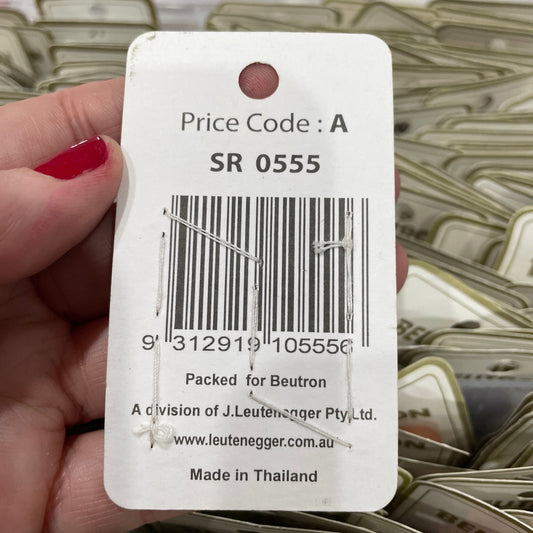 Price Code : A
SR 0555
9 312919 105556
Packed for Beutron
A division of J.Leutenegger Pty Ltd.
www.leutenegger.com.au
Made in Thailand